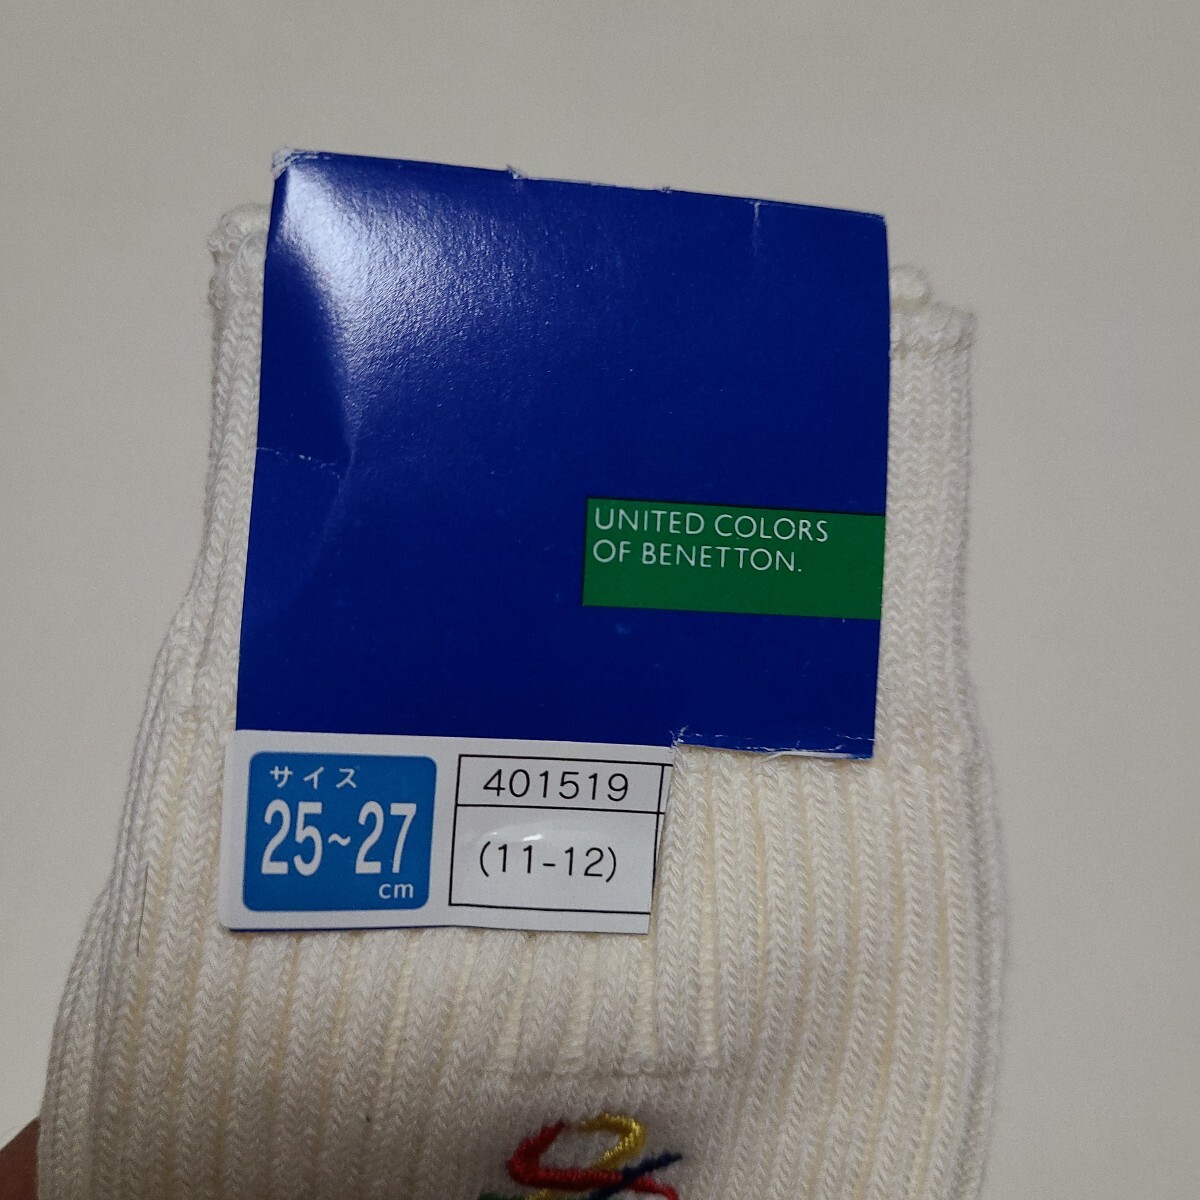 UNITED COLORS
OF BENETTON.
サイズ
25~27
cm
401519
(11-12)